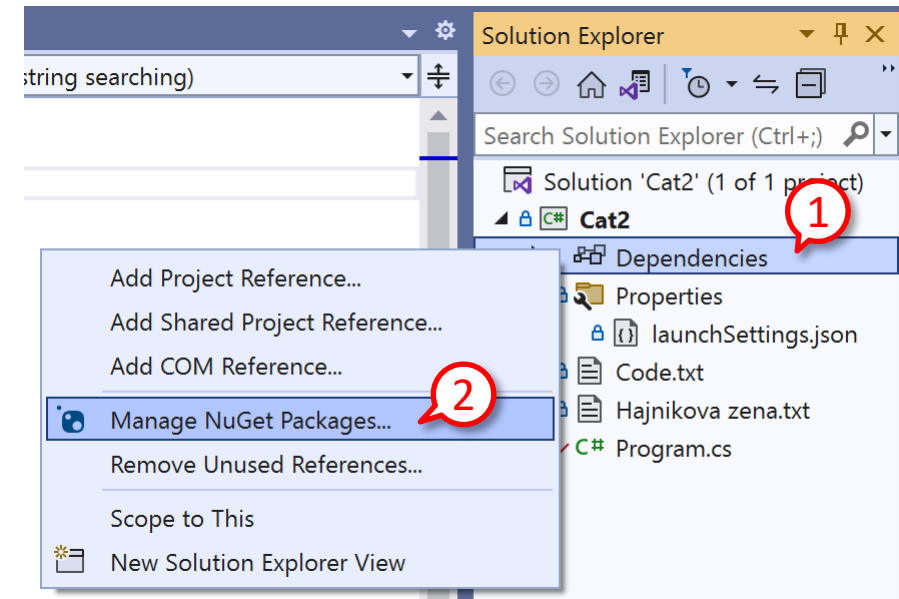 Solution Explorer
string searching)
Search Solution Explorer (Ctrl+;)
Solution 'Cat2' (1 of 1 project)
1
C# Cat2
Dependencies
Add Project Reference...
Properties
Add Shared Project Reference...
{} launchSettings.json
Add COM Reference...
Code.txt
2
Manage NuGet Packages...
Hajnikova zena.txt
C# Program.cs
Remove Unused References...
Scope to This
New Solution Explorer View